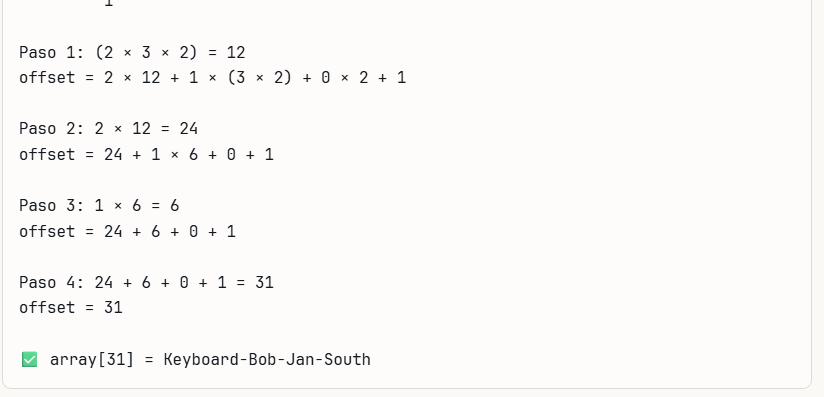 1
Paso 1: (2 × 3 × 2) = 12
offset = 2 × 12 + 1 × (3 × 2) + 0 × 2 + 1
Paso 2: 2 × 12 = 24
offset = 24 + 1 × 6 + 0 + 1
Paso 3: 1 × 6 = 6
offset = 24 + 6 + 0 + 1
Paso 4: 24 + 6 + 0 + 1 = 31
offset = 31
✅ array[31] = Keyboard-Bob-Jan-South